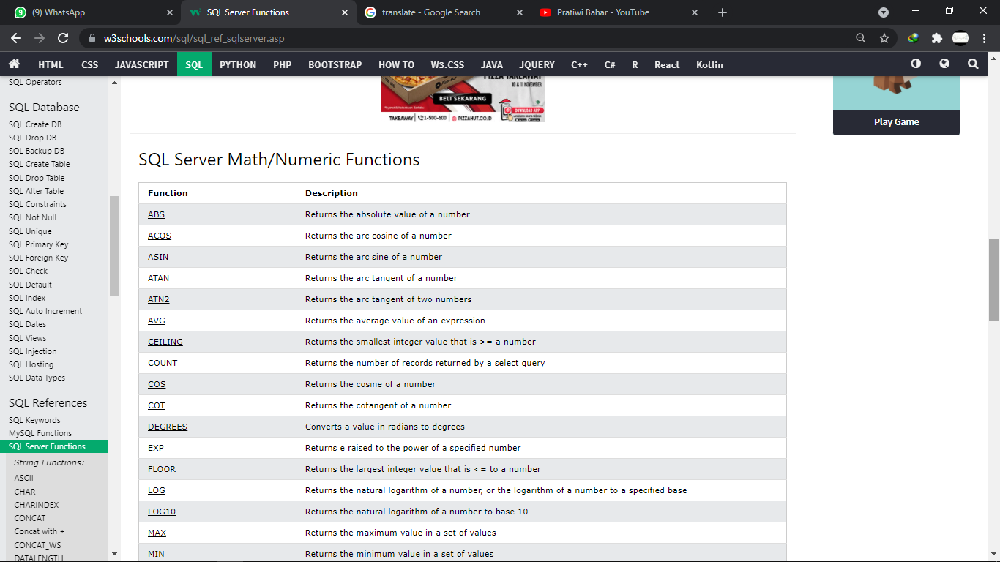 (9) WhatsApp
SQL Server Functions
translate - Google Search
Pratiwi Bahar - YouTube
w3schools.com/sql/sql_ref_sqlserver.asp
HTML CSS JAVASCRIPT SQL PYTHON PHP BOOTSTRAP HOW TO W3.CSS JAVA JQUERY C++ C# R React Kotlin
SQL Operators
SQL Database
SQL Create DB
SQL Drop DB
SQL Backup DB
SQL Create Table
SQL Drop Table
SQL Alter Table
SQL Constraints
SQL Not Null
SQL Unique
SQL Primary Key
SQL Foreign Key
SQL Check
SQL Default
SQL Index
SQL Auto Increment
SQL Dates
SQL Views
SQL Injection
SQL Hosting
SQL Data Types
SQL References
SQL Keywords
MySQL Functions
SQL Server Functions
String Functions:
ASCII
CHAR
CHARINDEX
CONCAT
Concat with +
CONCAT_WS
DATALENGTH
PIZZA TAKEAWAY
10 & 11 NOVEMBER
BELI SEKARANG
DOWNLOAD APP
TAKEAWAY 1-500-600 PIZZAHUT.CO.ID
Play Game
SQL Server Math/Numeric Functions
Function Description
ABS Returns the absolute value of a number
ACOS Returns the arc cosine of a number
ASIN Returns the arc sine of a number
ATAN Returns the arc tangent of a number
ATN2 Returns the arc tangent of two numbers
AVG Returns the average value of an expression
CEILING Returns the smallest integer value that is >= a number
COUNT Returns the number of records returned by a select query
COS Returns the cosine of a number
COT Returns the cotangent of a number
DEGREES Converts a value in radians to degrees
EXP Returns e raised to the power of a specified number
FLOOR Returns the largest integer value that is <= to a number
LOG Returns the natural logarithm of a number, or the logarithm of a number to a specified base
LOG10 Returns the natural logarithm of a number to base 10
MAX Returns the maximum value in a set of values
MIN Returns the minimum value in a set of values